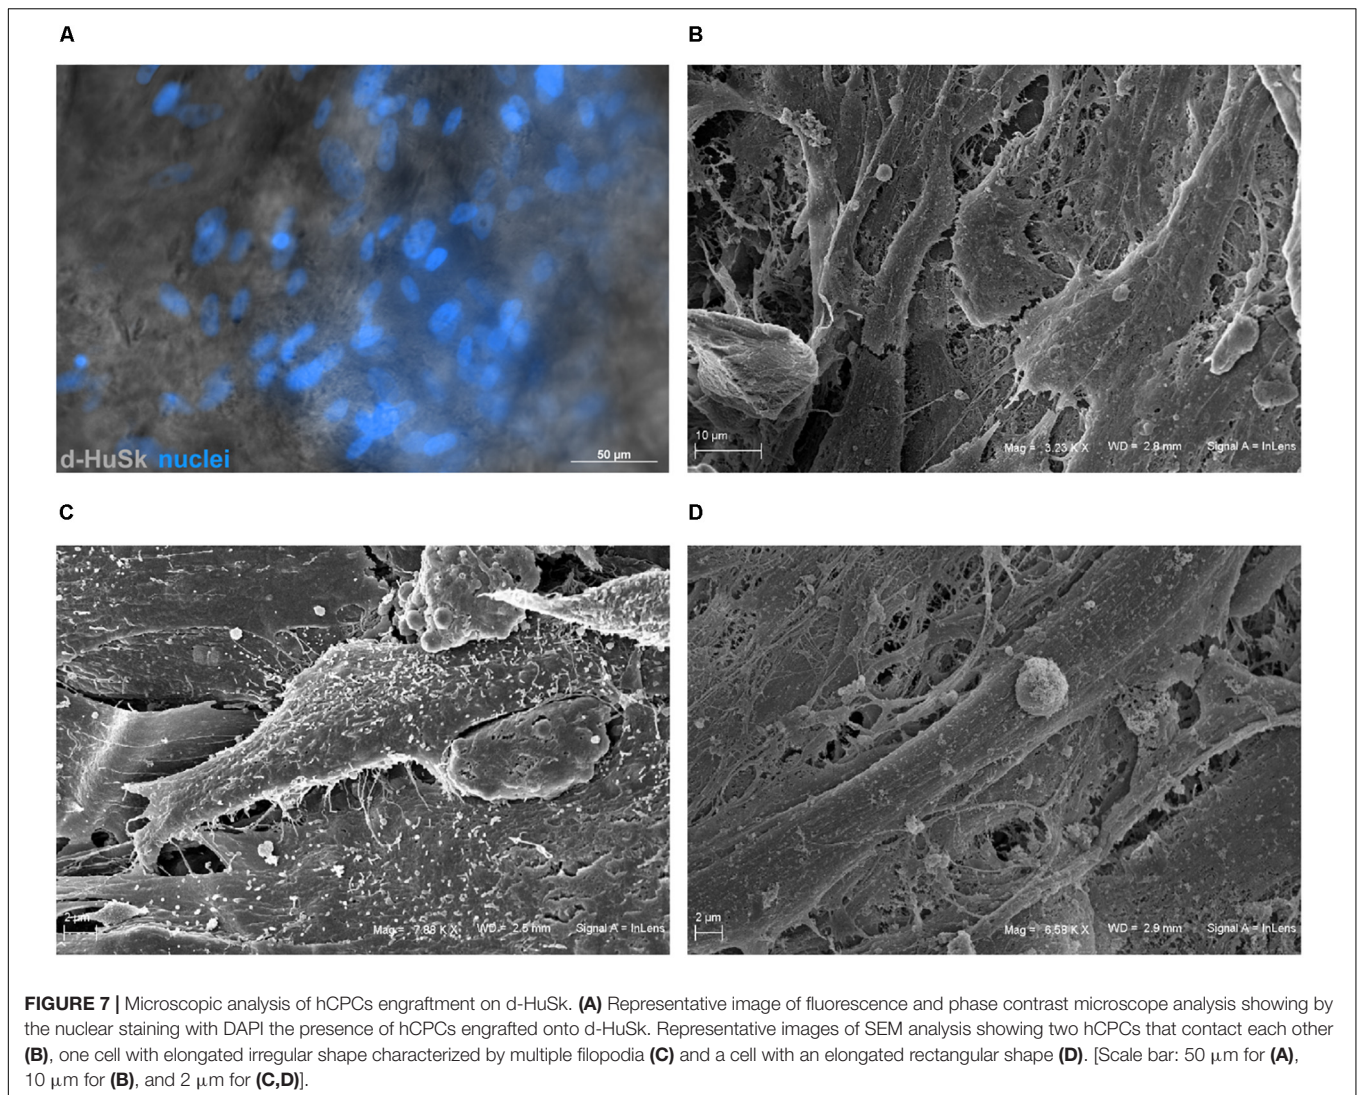 A
B
d-HuSk nuclei
50 µm
10 µm
Mag = 3.23 K X WD = 2.8 mm Signal A = InLens
C
D
2 µm
Mag = 7.88 K X WD = 2.5 mm Signal A = InLens
2 µm
Mag = 6.58 K X WD = 2.9 mm Signal A = InLens
FIGURE 7 | Microscopic analysis of hCPCs engraftment on d-HuSk. (A) Representative image of fluorescence and phase contrast microscope analysis showing by
the nuclear staining with DAPI the presence of hCPCs engrafted onto d-HuSk. Representative images of SEM analysis showing two hCPCs that contact each other
(B), one cell with elongated irregular shape characterized by multiple filopodia (C) and a cell with an elongated rectangular shape (D). [Scale bar: 50 µm for (A),
10 µm for (B), and 2 µm for (C,D)].